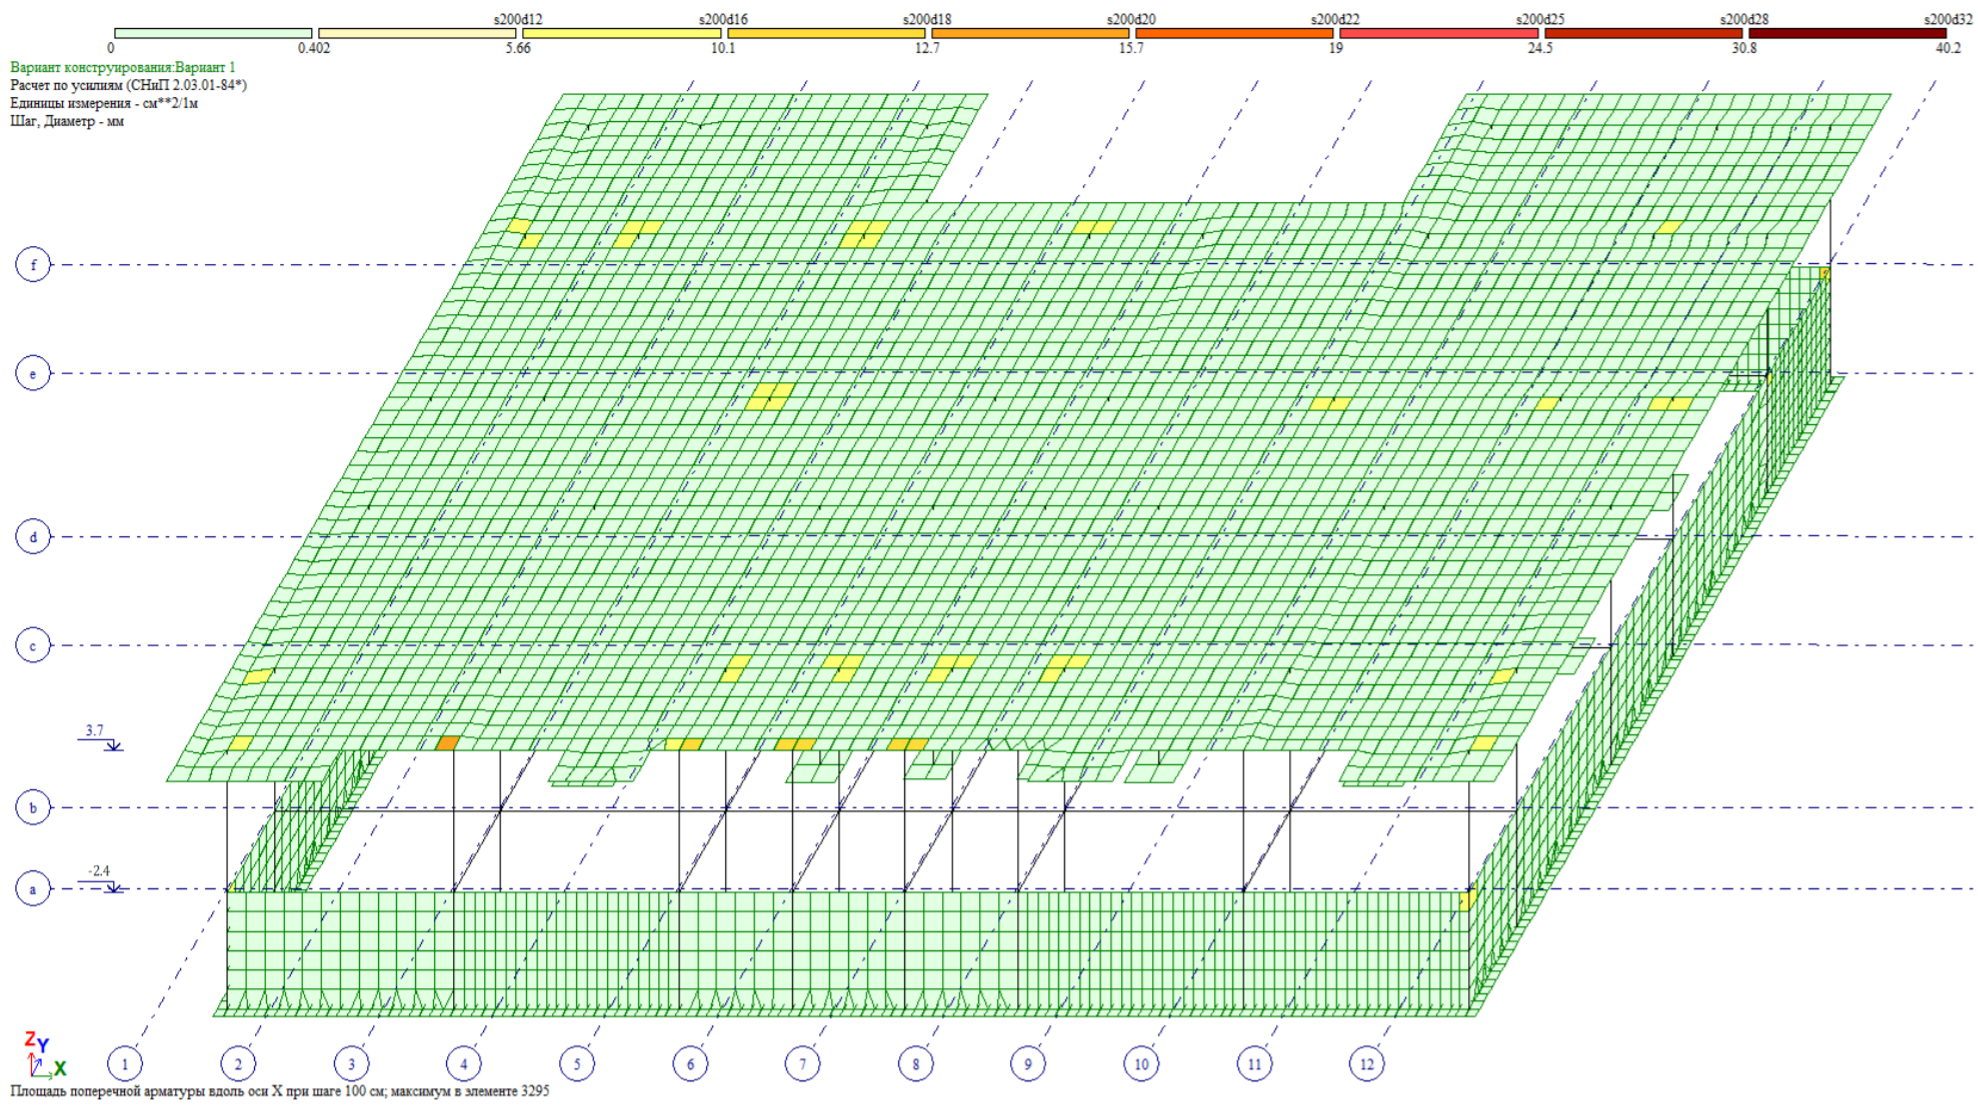 s200d12 s200d16 s200d18 s200d20 s200d22 s200d25 s200d28 s200d32
0 0.402 5.66 10.1 12.7 15.7 19 24.5 30.8 40.2
Вариант конструирования:Вариант 1
Расчет по усилиям (СНиП 2.03.01-84*)
Единицы измерения - см**2/1м
Шаг, Диаметр - мм
f
e
d
c
3.7
b
-2.4
a
Z
Y
X
1 2 3 4 5 6 7 8 9 10 11 12
Площадь поперечной арматуры вдоль оси X при шаге 100 см; максимум в элементе 3295